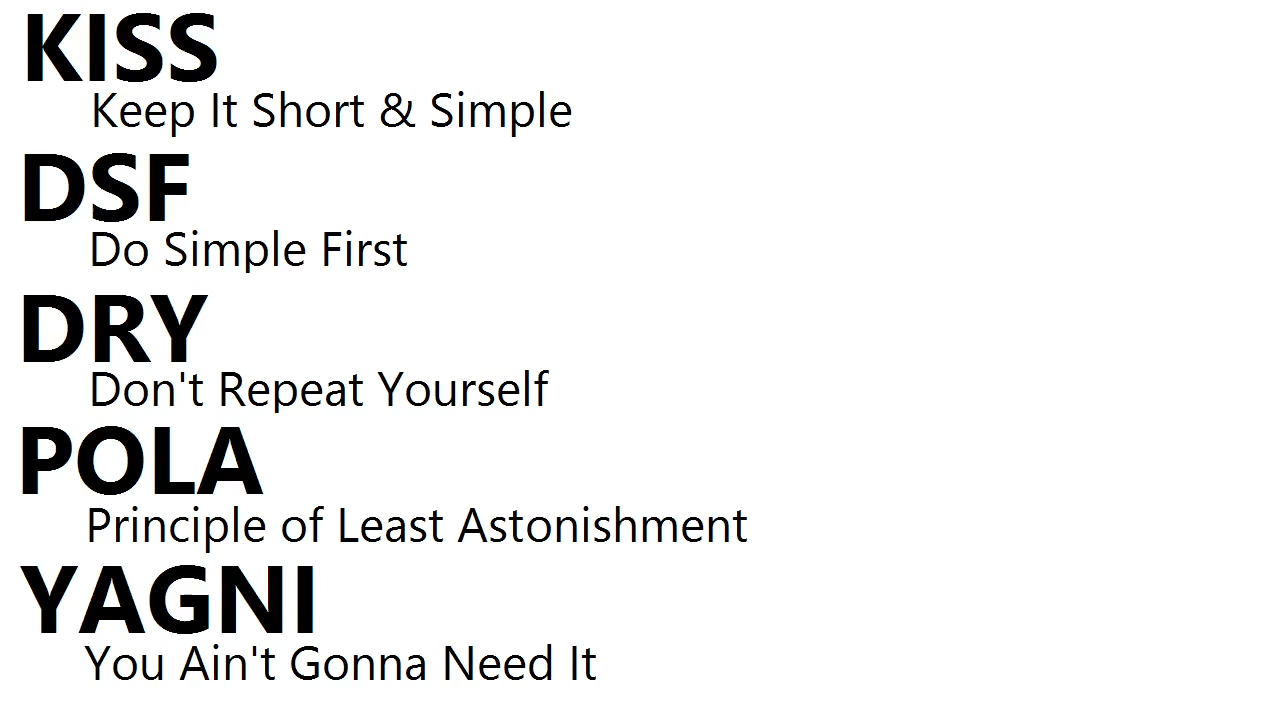 KISS
Keep It Short & Simple
DSF
Do Simple First
DRY
Don't Repeat Yourself
POLA
Principle of Least Astonishment
YAGNI
You Ain't Gonna Need It